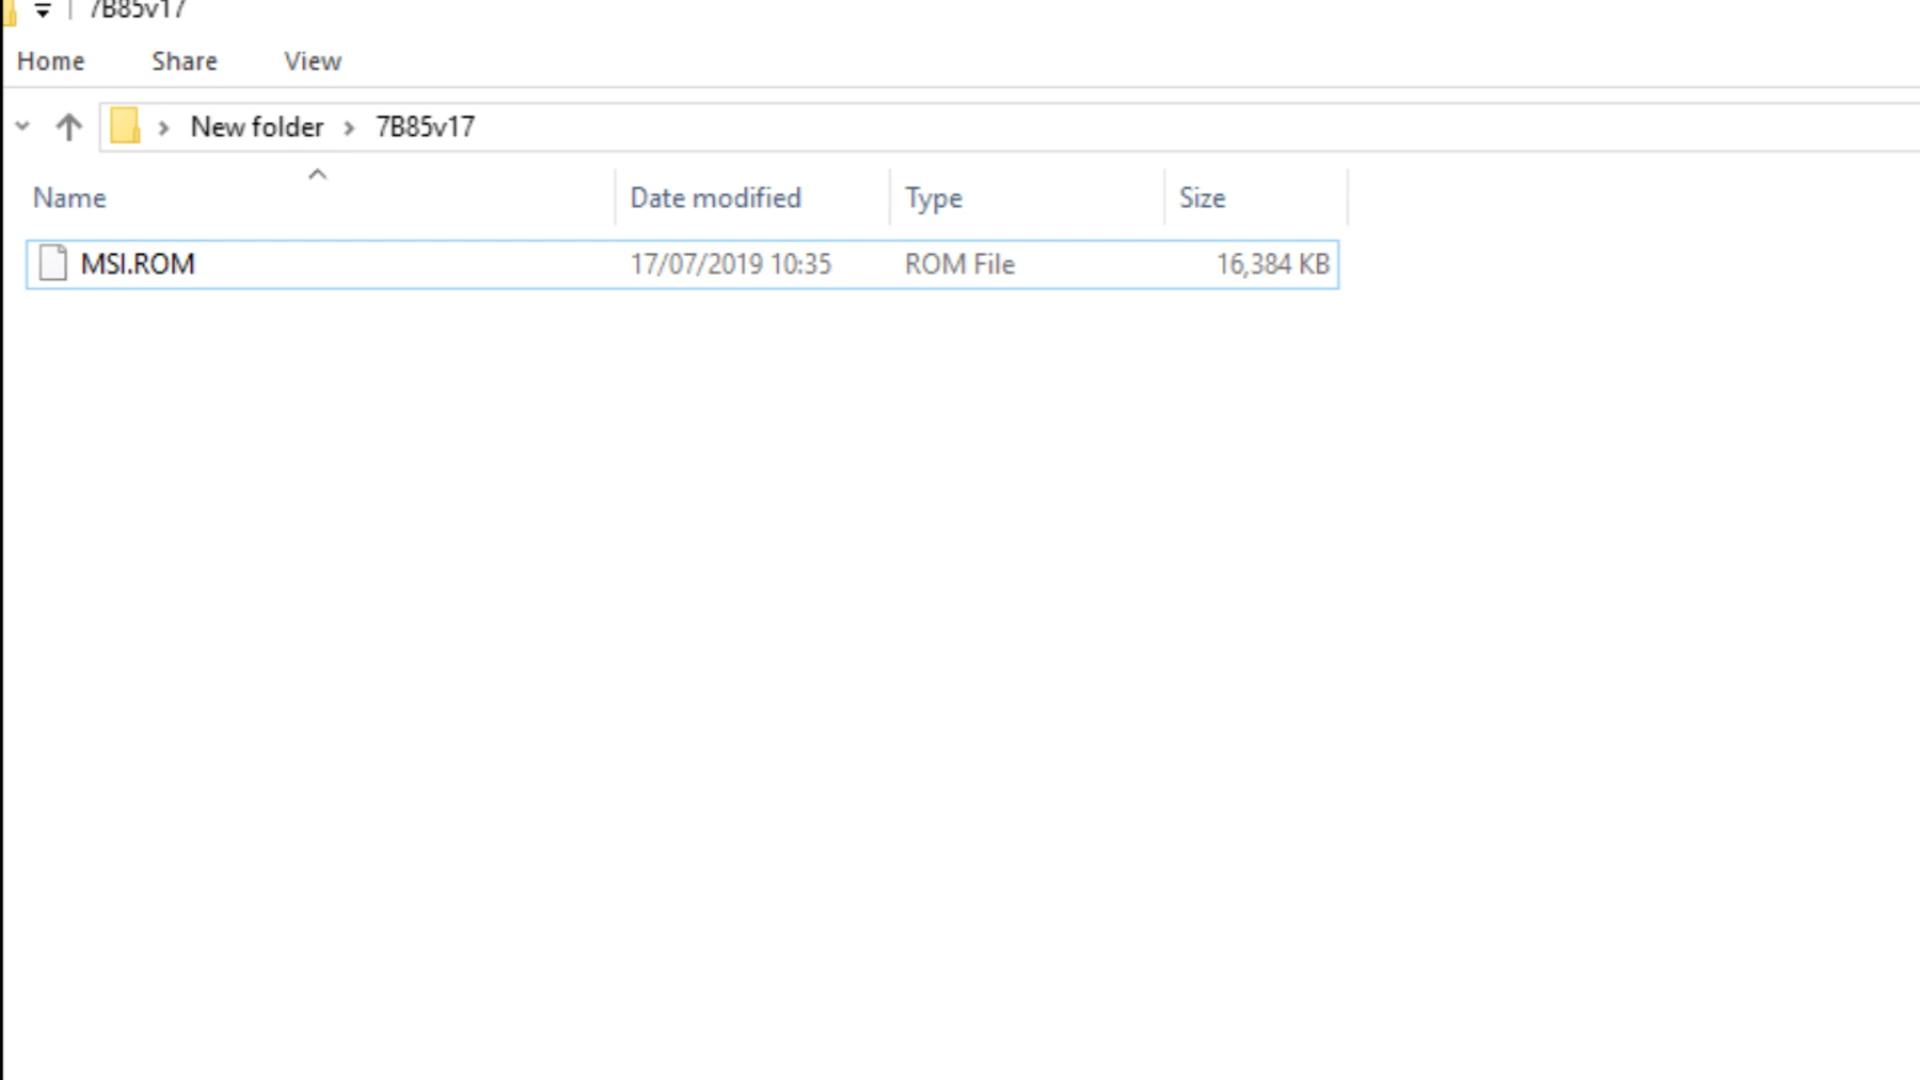 7B85v17
Home Share View
New folder 7B85v17
Name Date modified Type Size
MSI.ROM 17/07/2019 10:35 ROM File 16,384 KB